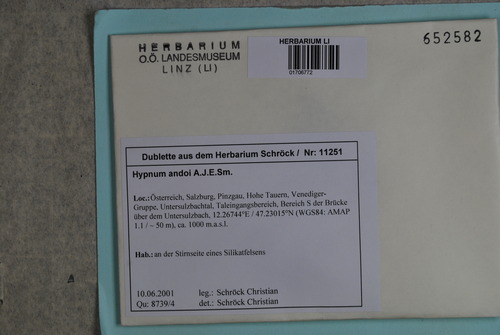 HERBARIUM
O.Ö. LANDESMUSEUM
LINZ (LI)
HERBARIUM LI
01706772
652582
Dublette aus dem Herbarium Schröck / Nr: 11251
Hypnum andoi A.J.E.Sm.
Loc.:Österreich, Salzburg, Pinzgau, Hohe Tauern, Venediger-
Gruppe, Untersulzbachtal, Taleingangsbereich, Bereich S der Brücke
über dem Untersulzbach, 12.26744°E / 47.23015°N (WGS84: AMAP
1.1 / ~ 50 m), ca. 1000 m.a.s.l.
Hab.:an der Stirnseite eines Silikatfelsens
10.06.2001 leg.: Schröck Christian
Qu: 8739/4 det.: Schröck Christian